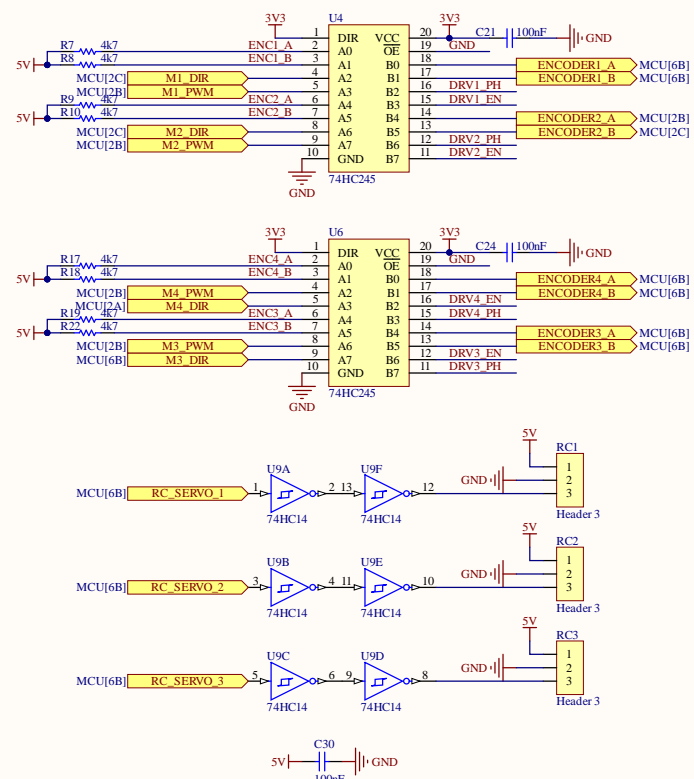 3V3 U4 3V3 C21 100nF GND
1 DIR VCC 20
R7 4k7 ENC1_A 2 A0 OE 19 GND
5V R8 4k7 ENC1_B 3 A1 B0 18 ENCODER1_A MCU[6B]
MCU[2C] M1_DIR 4 A2 B1 17 ENCODER1_B MCU[6B]
MCU[2B] M1_PWM 5 A3 B2 16 DRV1_PH
R9 4k7 ENC2_A 6 A4 B3 15 DRV1_EN
5V R10 4k7 ENC2_B 7 A5 B4 14 ENCODER2_A MCU[2B]
MCU[2C] M2_DIR 8 A6 B5 13 ENCODER2_B MCU[2C]
MCU[2B] M2_PWM 9 A7 B6 12 DRV2_PH
10 GND B7 11 DRV2_EN
GND 74HC245
3V3 U6 3V3 C24 100nF GND
1 DIR VCC 20
R17 4k7 ENC4_A 2 A0 OE 19 GND
5V R18 4k7 ENC4_B 3 A1 B0 18 ENCODER4_A MCU[6B]
MCU[2B] M4_PWM 4 A2 B1 17 ENCODER4_B MCU[6B]
MCU[2A] M4_DIR 5 A3 B2 16 DRV4_EN
R19 4k7 ENC3_A 6 A4 B3 15 DRV4_PH
5V R22 4k7 ENC3_B 7 A5 B4 14 ENCODER3_A MCU[6B]
MCU[2B] M3_PWM 8 A6 B5 13 ENCODER3_B MCU[6B]
MCU[6B] M3_DIR 9 A7 B6 12 DRV3_EN
10 GND B7 11 DRV3_PH
GND 74HC245
5V RC1
U9A U9F 1
GND 2
MCU[6B] RC_SERVO_1 1 2 13 12 3
74HC14 74HC14 Header 3
5V RC2
U9B U9E 1
GND 2
MCU[6B] RC_SERVO_2 3 4 11 10 3
74HC14 74HC14 Header 3
5V RC3
U9C U9D 1
GND 2
MCU[6B] RC_SERVO_3 5 6 9 8 3
74HC14 74HC14 Header 3
C30
5V GND
100nF